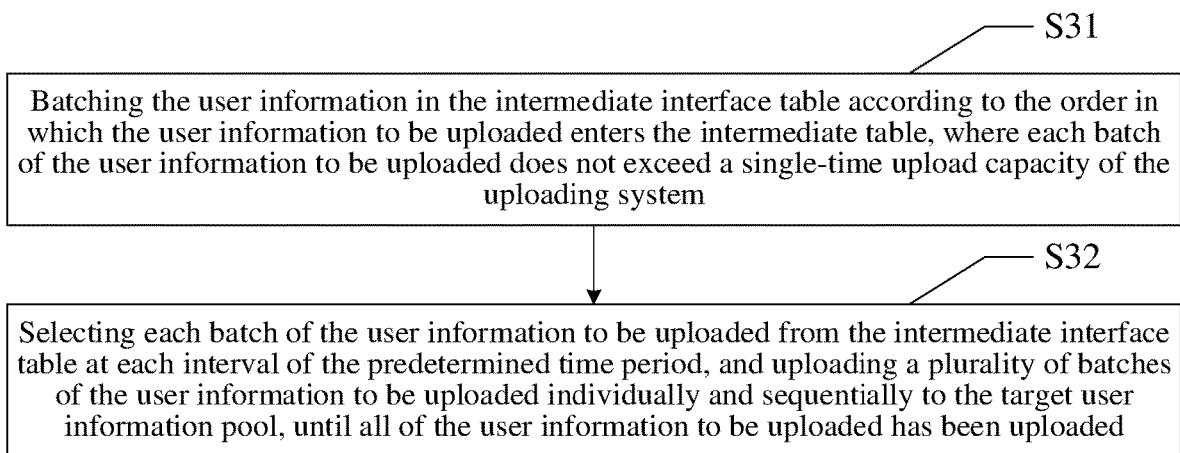 S31
Batching the user information in the intermediate interface table according to the order in
which the user information to be uploaded enters the intermediate table, where each batch
of the user information to be uploaded does not exceed a single-time upload capacity of the
uploading system
S32
Selecting each batch of the user information to be uploaded from the intermediate interface
table at each interval of the predetermined time period, and uploading a plurality of batches
of the user information to be uploaded individually and sequentially to the target user
information pool, until all of the user information to be uploaded has been uploaded